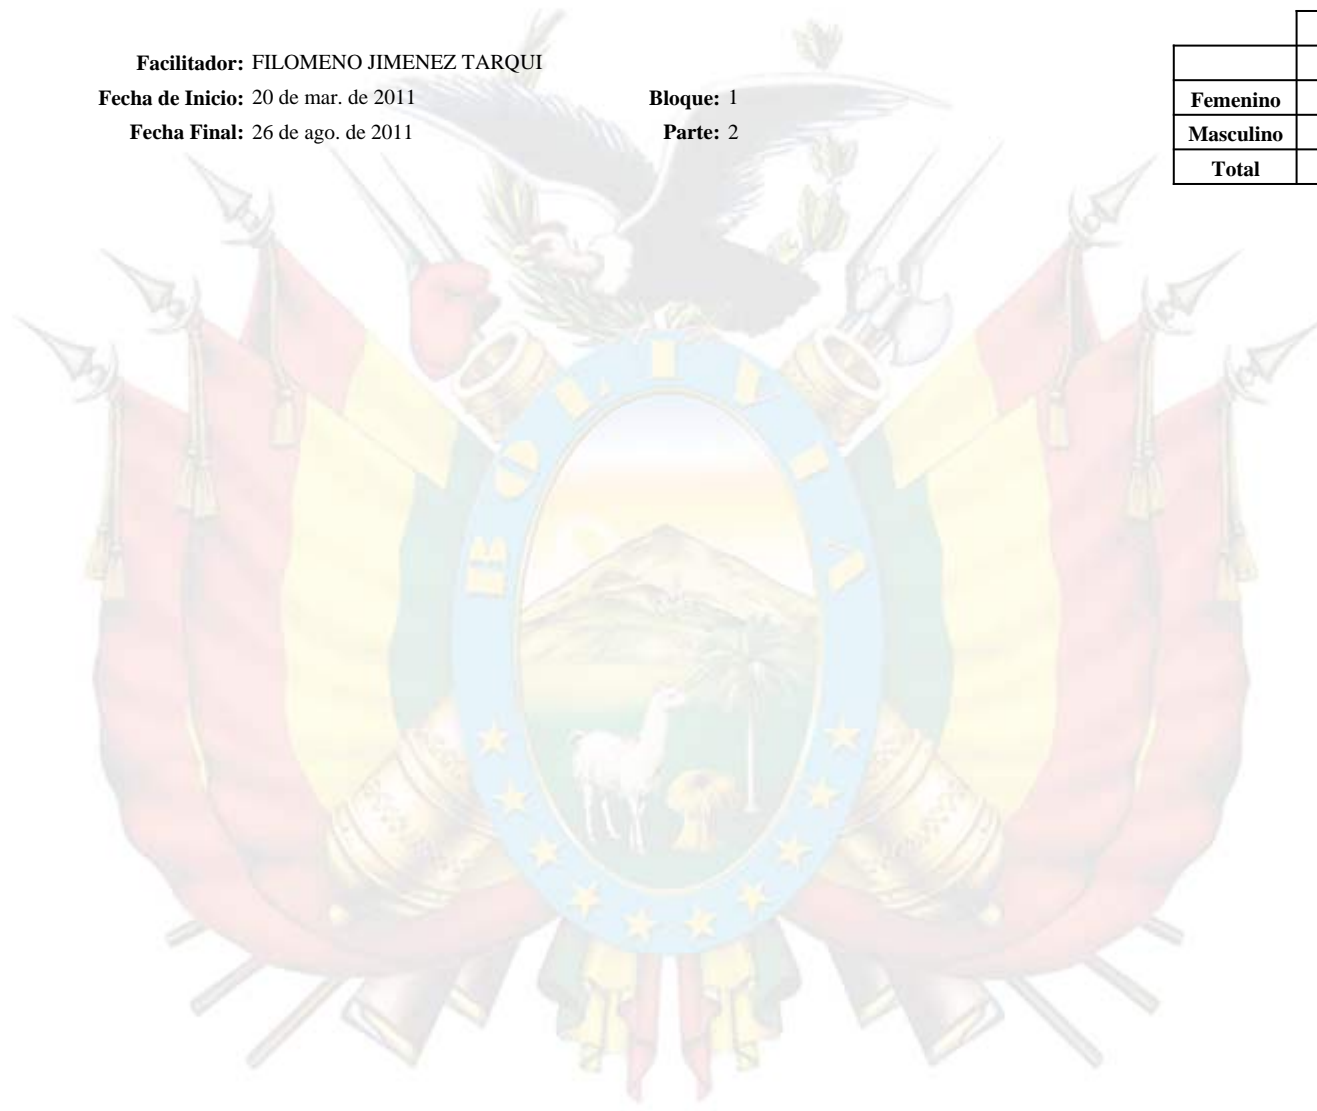 Facilitador: FILOMENO JIMENEZ TARQUI
Fecha de Inicio: 20 de mar. de 2011 Bloque: 1
Fecha Final: 26 de ago. de 2011 Parte: 2
Femenino
Masculino
Total
BOLIVIA